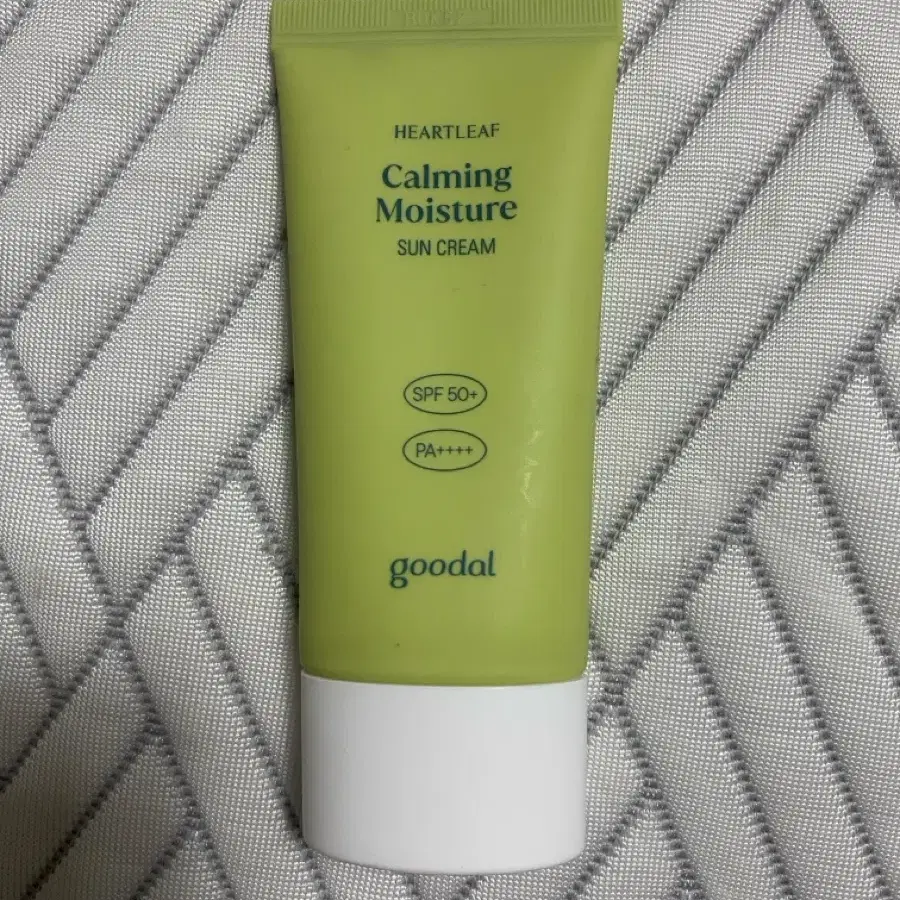 HEARTLEAF
Calming
Moisture
SUN CREAM
SPF 50+
PA++++
goodal